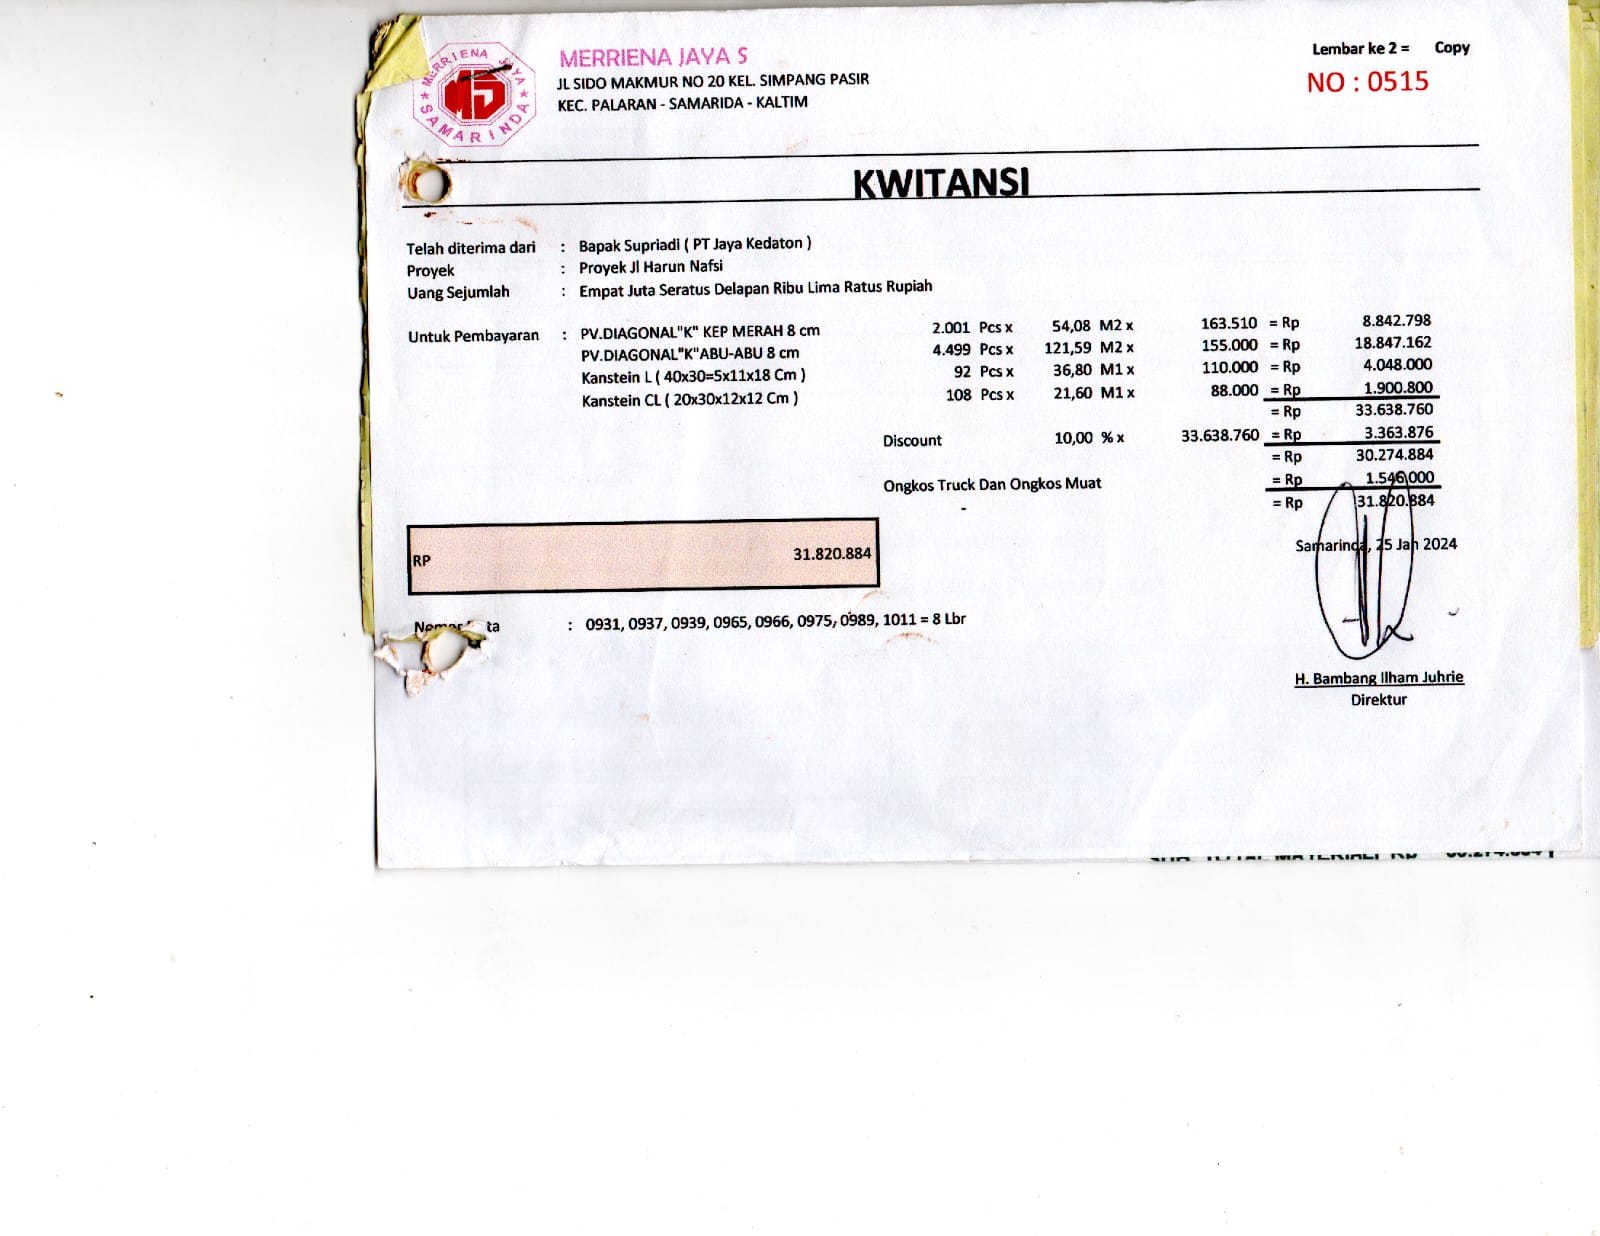 MERRIENA JAYA
SAMARINDA
MERRIENA JAYA S
JL SIDO MAKMUR NO 20 KEL. SIMPANG PASIR
KEC. PALARAN - SAMARIDA - KALTIM
Lembar ke 2 = Copy
NO : 0515
KWITANSI
Telah diterima dari : Bapak Supriadi ( PT Jaya Kedaton )
Proyek : Proyek Jl Harun Nafsi
Uang Sejumlah : Empat Juta Seratus Delapan Ribu Lima Ratus Rupiah
Untuk Pembayaran : PV.DIAGONAL"K" KEP MERAH 8 cm 2.001 Pcs x 54,08 M2 x 163.510 = Rp 8.842.798
PV.DIAGONAL"K"ABU-ABU 8 cm 4.499 Pcs x 121,59 M2 x 155.000 = Rp 18.847.162
Kanstein L ( 40x30=5x11x18 Cm ) 92 Pcs x 36,80 M1 x 110.000 = Rp 4.048.000
Kanstein CL ( 20x30x12x12 Cm ) 108 Pcs x 21,60 M1 x 88.000 = Rp 1.900.800
= Rp 33.638.760
Discount 10,00 % x 33.638.760 = Rp 3.363.876
= Rp 30.274.884
Ongkos Truck Dan Ongkos Muat = Rp 1.546.000
- = Rp 31.820.884
RP 31.820.884
Samarinda, 25 Jan 2024
: 0931, 0937, 0939, 0965, 0966, 0975, 0989, 1011 = 8 Lbr
H. Bambang Ilham Juhrie
Direktur